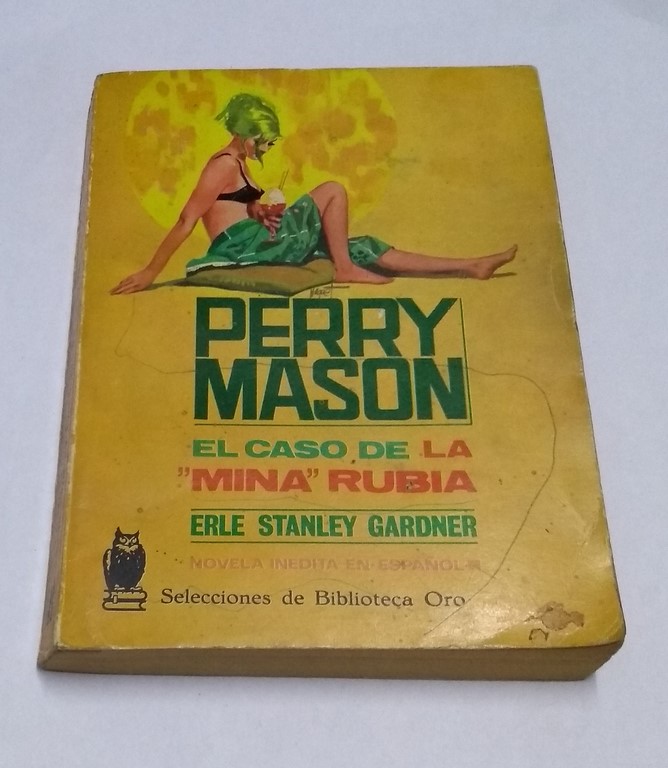 PERRY
MASON
EL CASO DE LA
"MINA" RUBIA
ERLE STANLEY GARDNER
NOVELA INEDITA EN ESPAÑOL
Selecciones de Biblioteca Oro